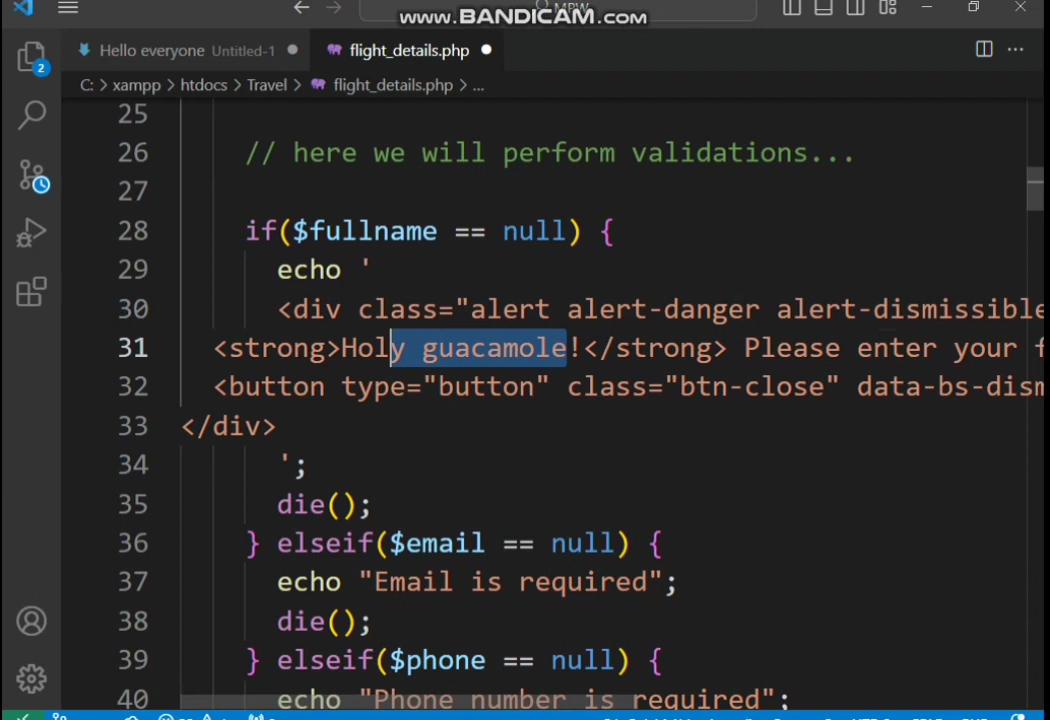 MPW
www.BANDICAM.com
Hello everyone Untitled-1
flight_details.php
C: > xampp > htdocs > Travel > flight_details.php > ...
2
25
26 // here we will perform validations...
27
28 if($fullname == null) {
29 echo '
30 <div class="alert alert-danger alert-dismissible
31 <strong>Holy guacamole!</strong> Please enter your f
32 <button type="button" class="btn-close" data-bs-dism
33 </div>
34 ';
35 die();
36 } elseif($email == null) {
37 echo "Email is required";
38 die();
39 } elseif($phone == null) {
40 echo "Phone number is required";